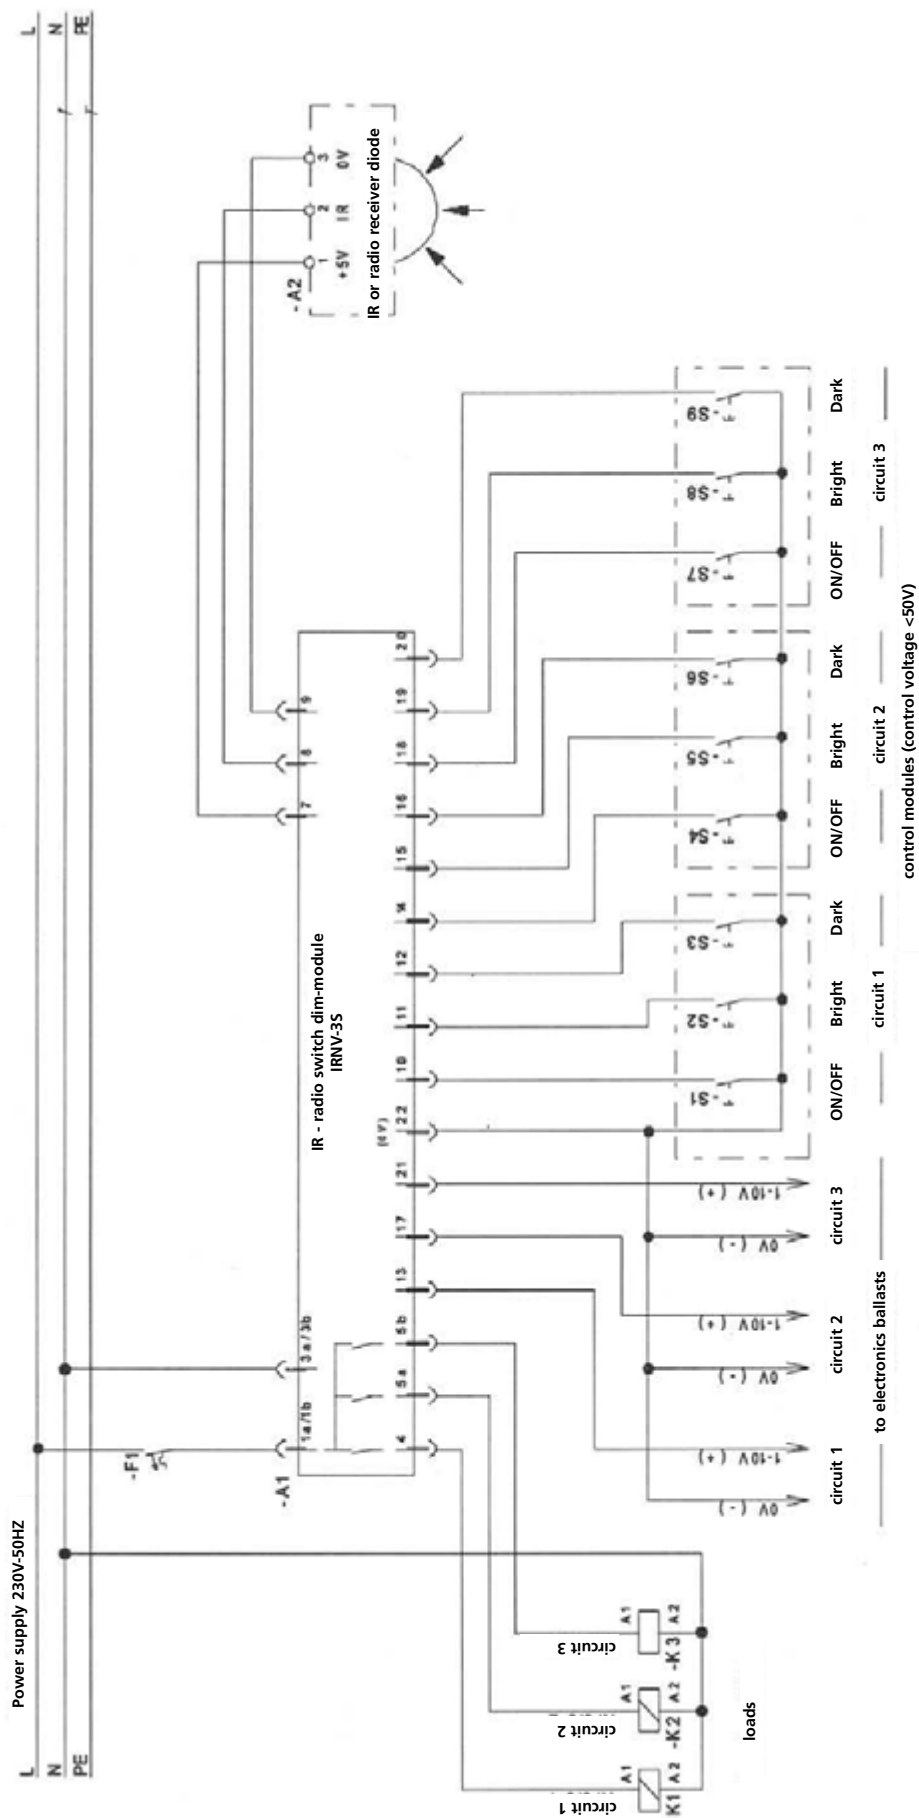 Power supply 230V-50HZ
L
N
PE
L
N
PE
-F1
-A1
1a/1b
3a/3b
7
8
9
IR - radio switch dim-module
IRNV-3S
4
5a
5b
13
17
21
(0V)
22
10
11
12
14
15
16
18
19
20
-A2
1
2
3
+5V
IR
0V
IR or radio receiver diode
circuit 1
circuit 2
circuit 3
A1
A1
A1
K1
A2
-K2
A2
-K3
A2
loads
0V (-)
1-10V (+)
0V (-)
1-10V (+)
0V (-)
1-10V (+)
circuit 1
circuit 2
circuit 3
to electronics ballasts
-S1
-S2
-S3
-S4
-S5
-S6
-S7
-S8
-S9
ON/OFF
Bright
Dark
ON/OFF
Bright
Dark
ON/OFF
Bright
Dark
circuit 1
circuit 2
circuit 3
control modules (control voltage <50V)